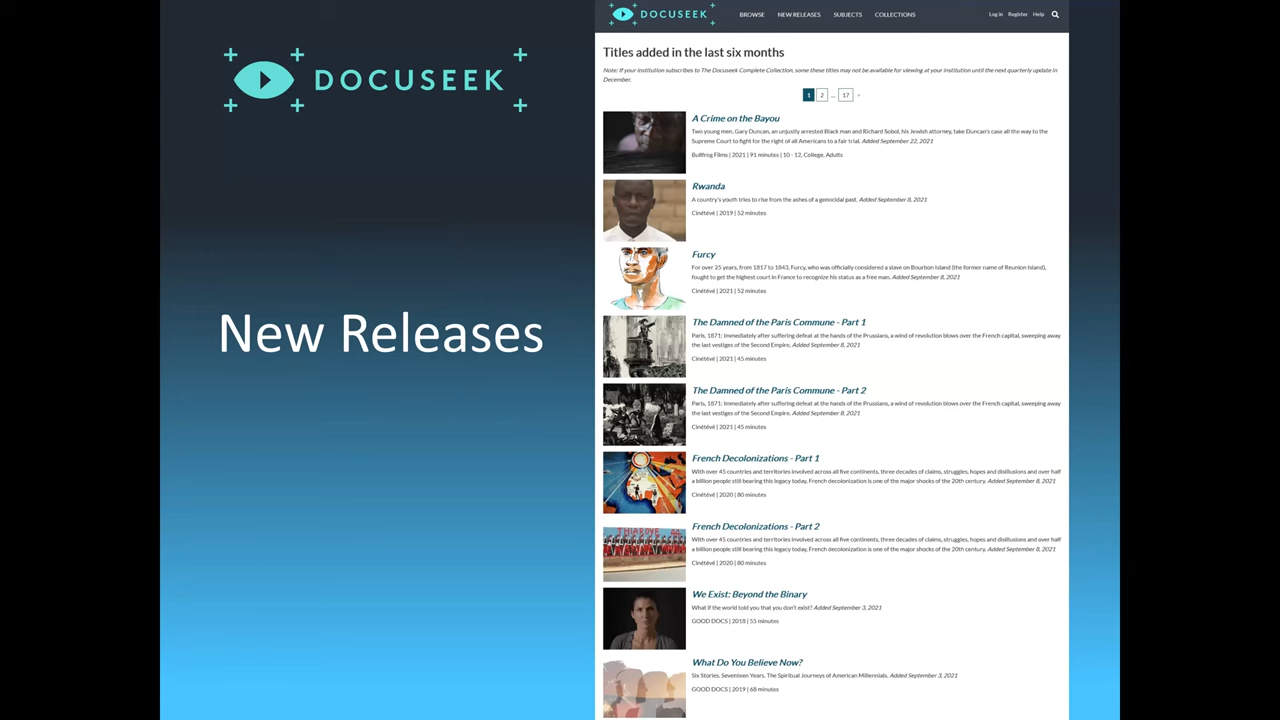 DOCUSEEK
New Releases
DOCUSEEK
BROWSE NEW RELEASES SUBJECTS COLLECTIONS Log in Register Help
Titles added in the last six months
Note: If your institution subscribes to The Docuseek Complete Collection, some these titles may not be available for viewing at your institution until the next quarterly update in
December.
1 2 ... 17 ›
A Crime on the Bayou
Two young men, Gary Duncan, an unjustly arrested Black man and Richard Sobol, his Jewish attorney, take Duncan's case all the way to the
Supreme Court to fight for the right of all Americans to a fair trial. Added September 22, 2021
Bullfrog Films | 2021 | 91 minutes | 10 - 12, College, Adults
Rwanda
A country's youth tries to rise from the ashes of a genocidal past. Added September 8, 2021
Cinétévé | 2019 | 52 minutes
Furcy
For over 25 years, from 1817 to 1843, Furcy, who was officially considered a slave on Bourbon Island (the former name of Reunion Island),
fought to get the highest court in France to recognize his status as a free man. Added September 8, 2021
Cinétévé | 2021 | 52 minutes
The Damned of the Paris Commune - Part 1
Paris, 1871: Immediately after suffering defeat at the hands of the Prussians, a wind of revolution blows over the French capital, sweeping away
the last vestiges of the Second Empire. Added September 8, 2021
Cinétévé | 2021 | 45 minutes
The Damned of the Paris Commune - Part 2
Paris, 1871: Immediately after suffering defeat at the hands of the Prussians, a wind of revolution blows over the French capital, sweeping away
the last vestiges of the Second Empire. Added September 8, 2021
Cinétévé | 2021 | 45 minutes
French Decolonizations - Part 1
With over 45 countries and territories involved across all five continents, three decades of claims, struggles, hopes and disillusions and over half
a billion people still bearing this legacy today, French decolonization is one of the major shocks of the 20th century. Added September 8, 2021
Cinétévé | 2020 | 80 minutes
THIAROYE 44
French Decolonizations - Part 2
With over 45 countries and territories involved across all five continents, three decades of claims, struggles, hopes and disillusions and over half
a billion people still bearing this legacy today, French decolonization is one of the major shocks of the 20th century. Added September 8, 2021
Cinétévé | 2020 | 80 minutes
We Exist: Beyond the Binary
What if the world told you that you don't exist? Added September 3, 2021
GOOD DOCS | 2018 | 55 minutes
What Do You Believe Now?
Six Stories. Seventeen Years. The Spiritual Journeys of American Millennials. Added September 3, 2021
GOOD DOCS | 2019 | 68 minutes